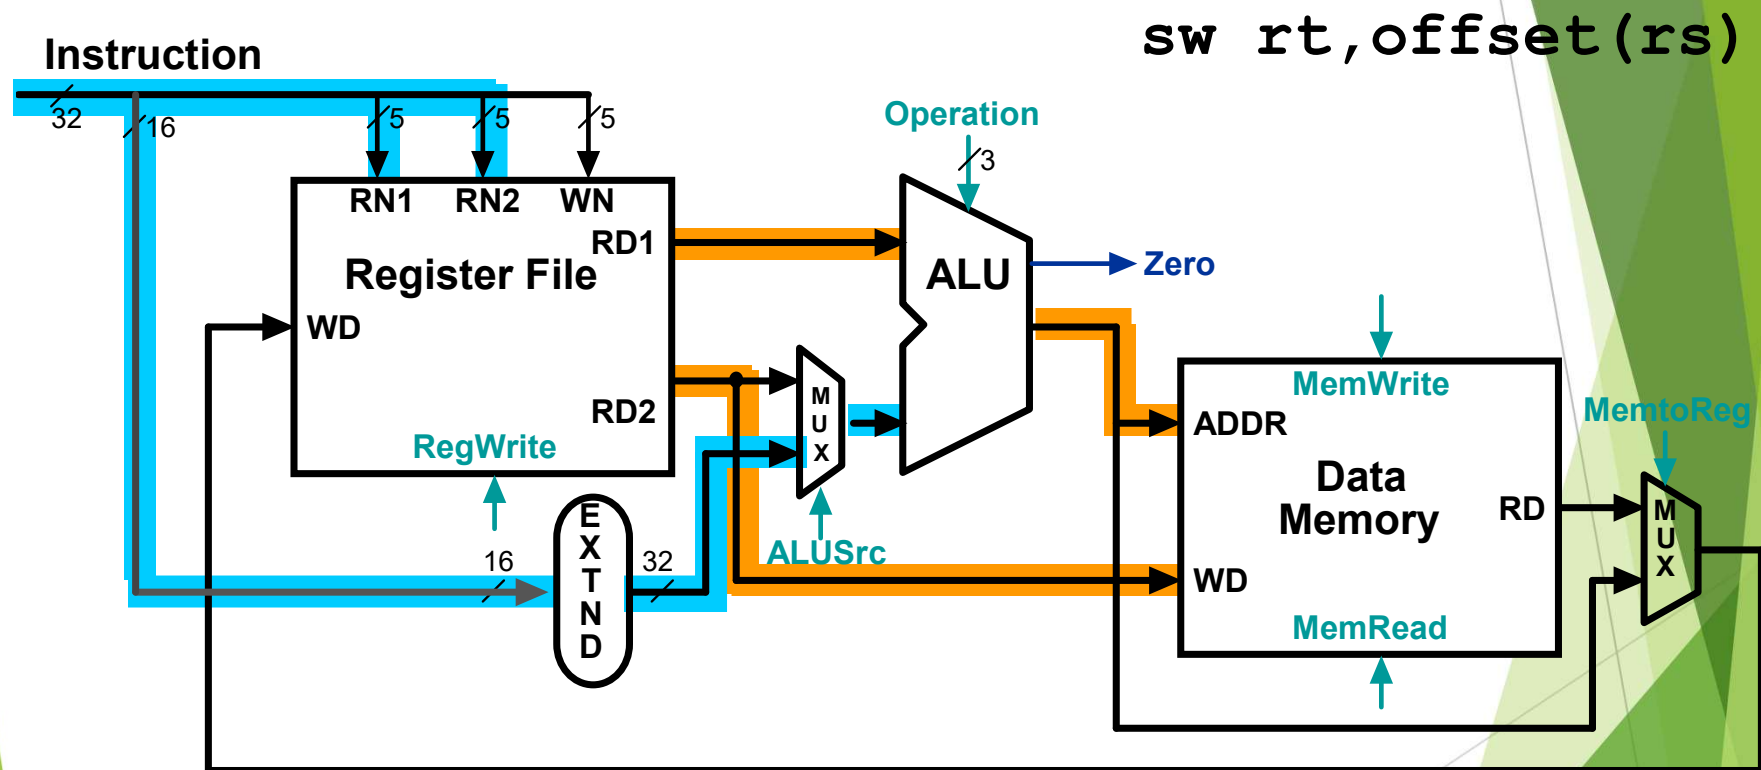 sw rt,offset(rs)
Instruction
32
16
5
5
5
Operation
3
RN1 RN2 WN
RD1
Register File
ALU
Zero
WD
RD2
RegWrite
M
U
X
ALUSrc
MemWrite
ADDR
MemtoReg
Data
Memory
RD
M
U
X
16
E
X
T
N
D
32
WD
MemRead